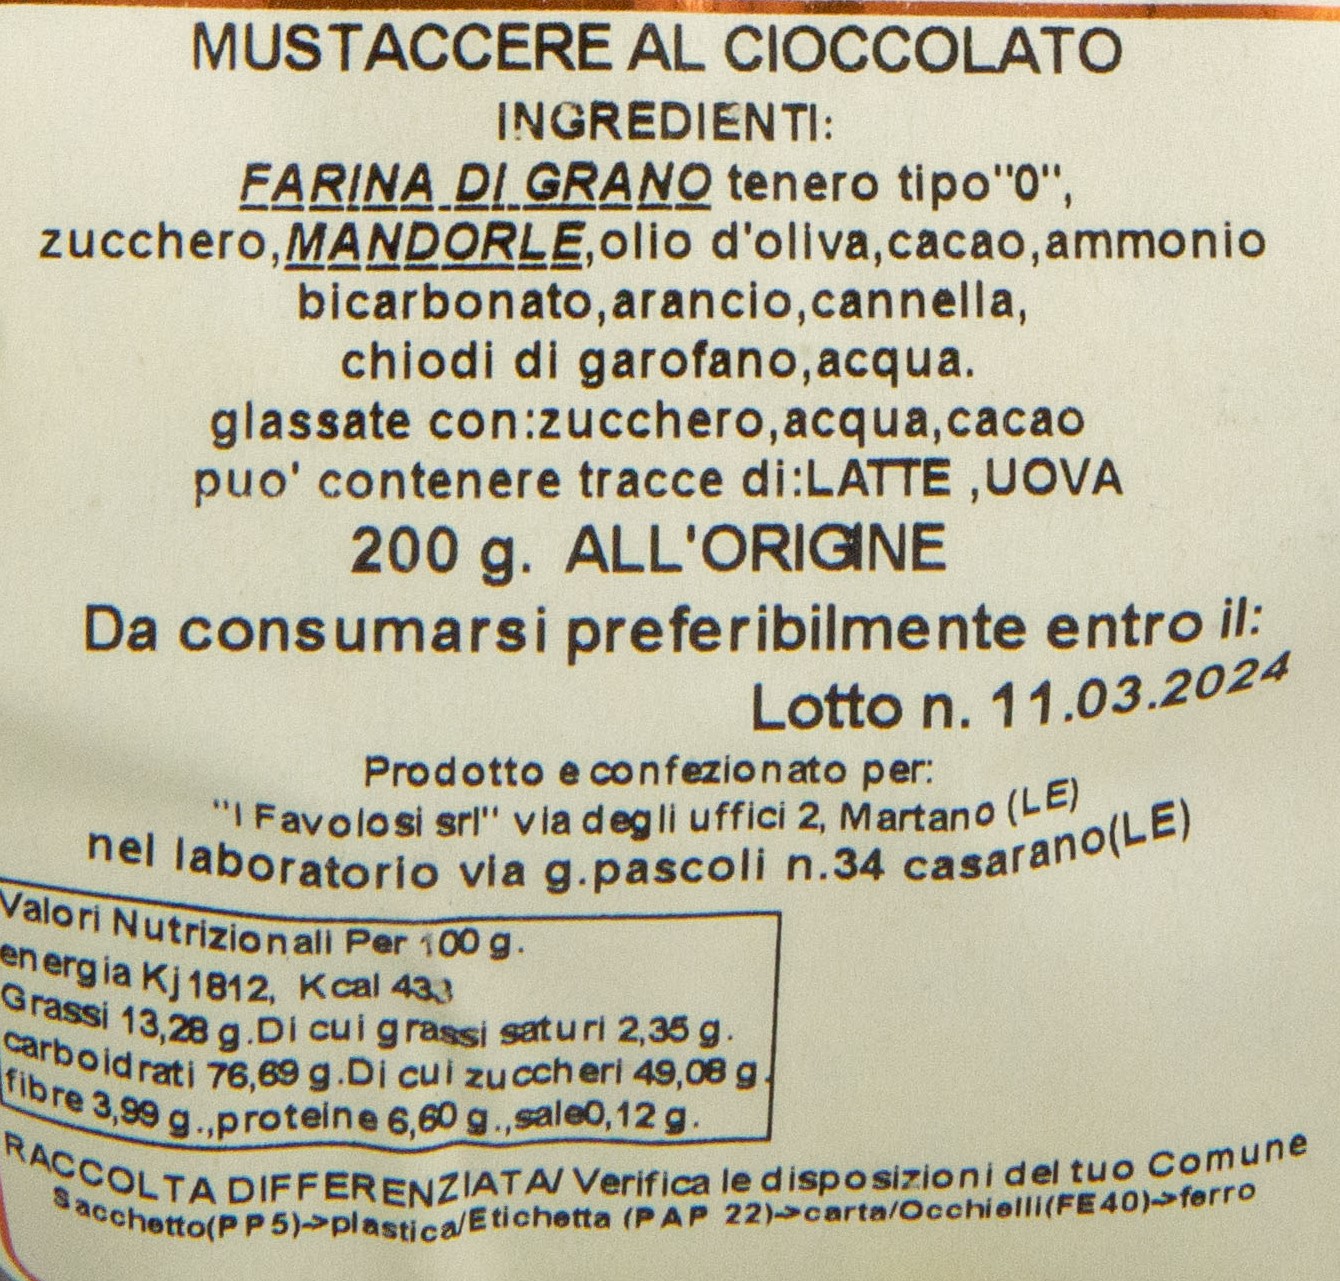 MUSTACCERE AL CIOCCOLATO
INGREDIENTI:
FARINA DI GRANO tenero tipo"0",
zucchero,MANDORLE,olio d'oliva,cacao,ammonio
bicarbonato,arancio,cannella,
chiodi di garofano,acqua.
glassate con:zucchero,acqua,cacao
puo' contenere tracce di:LATTE ,UOVA
200 g. ALL'ORIGINE
Da consumarsi preferibilmente entro il:
Lotto n. 11.03.2024
Prodotto e confezionato per:
"I Favolosi srl" via degli uffici 2, Martano (LE)
nel laboratorio via g.pascoli n.34 casarano(LE)
Valori Nutrizionali Per 100 g.
energia Kj 1812, Kcal 433
Grassi 13,28 g.Di cui grassi saturi 2,35 g.
carboidrati 76,69 g.Di cui zuccheri 49,08 g.
fibre 3,99 g.,proteine 6,60 g.,sale0,12 g.
RACCOLTA DIFFERENZIATA/ Verifica le disposizioni del tuo Comune
Sacchetto(PP5)->plastica/Etichetta (PAP 22)->carta/Occhielli(FE40)->ferro